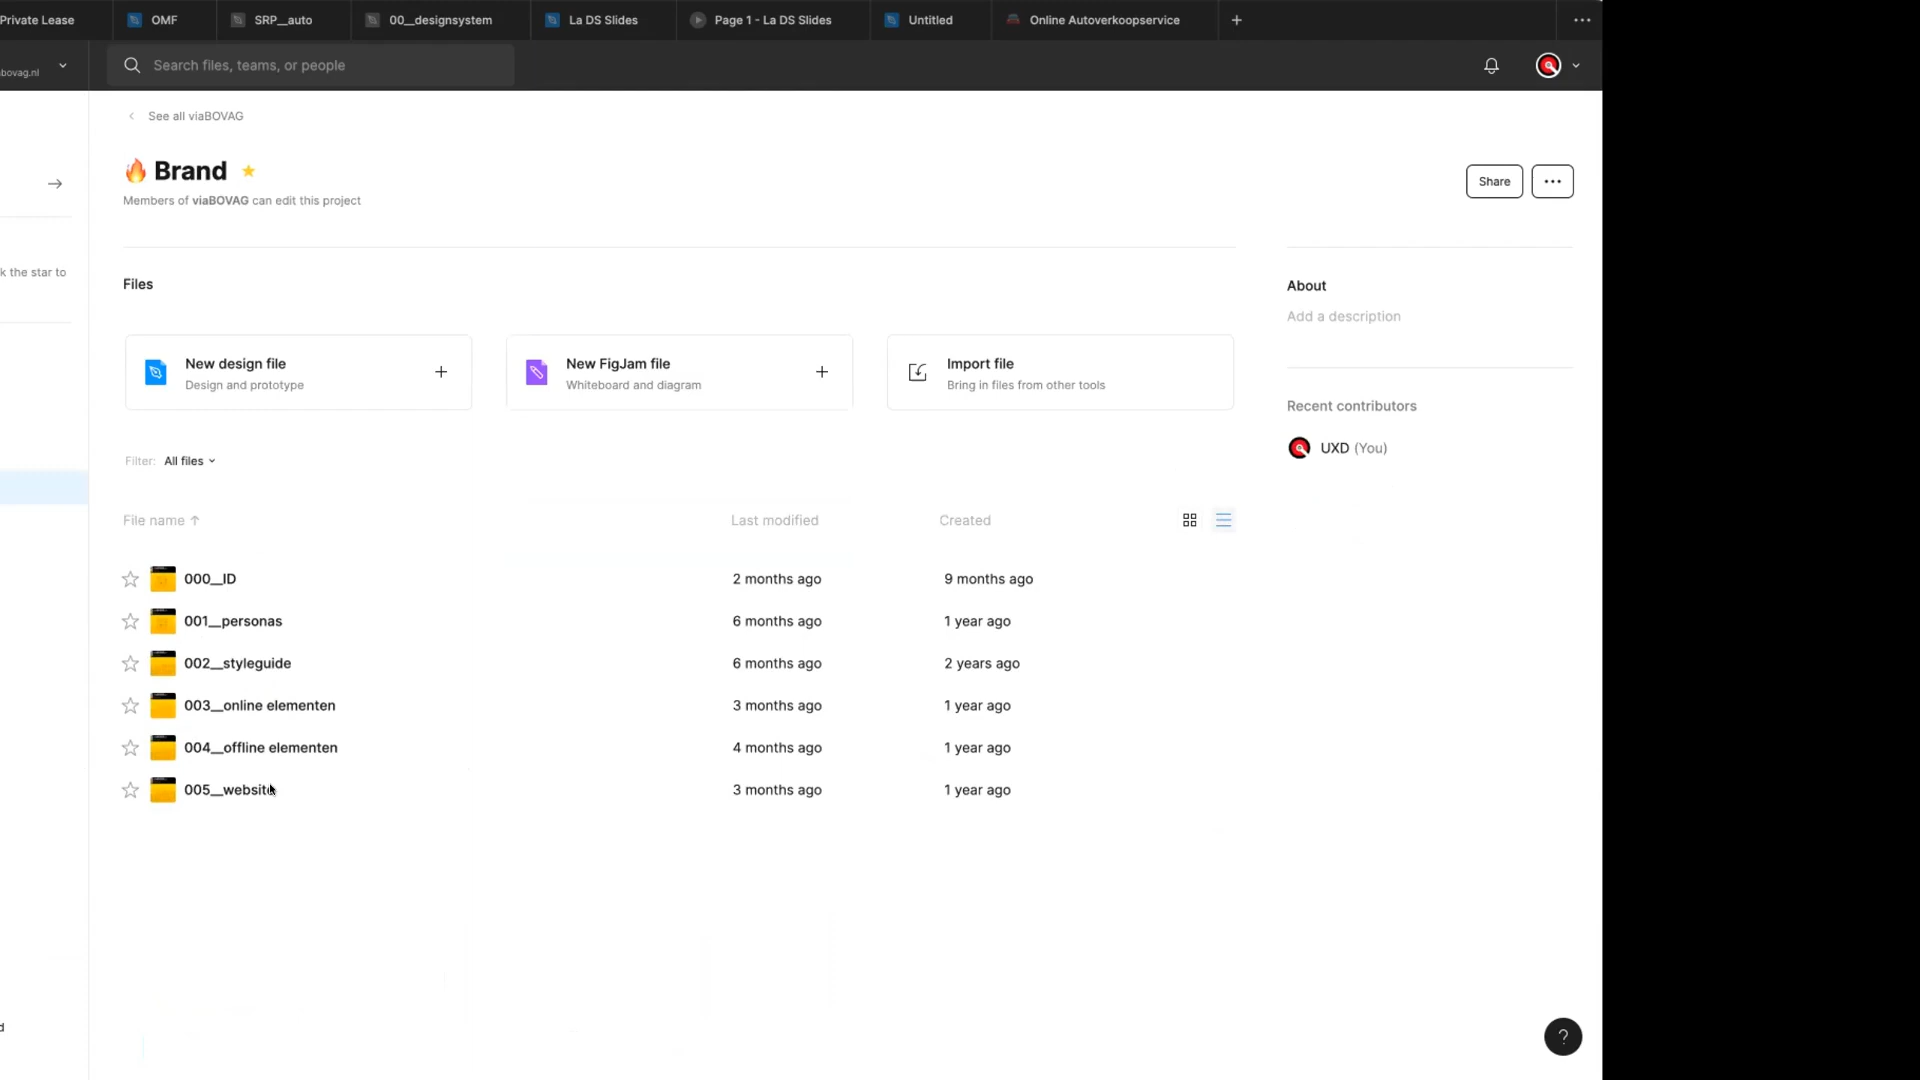 Private Lease
OMF
SRP__auto
00__designsystem
La DS Slides
Page 1 - La DS Slides
Untitled
Online Autoverkoopservice
bovag.nl
Search files, teams, or people
See all viaBOVAG
Brand
Members of viaBOVAG can edit this project
Share
k the star to
Files
About
Add a description
New design file
Design and prototype
New FigJam file
Whiteboard and diagram
Import file
Bring in files from other tools
Recent contributors
UXD (You)
Filter: All files
File name Last modified Created
000__ID 2 months ago 9 months ago
001__personas 6 months ago 1 year ago
002__styleguide 6 months ago 2 years ago
003__online elementen 3 months ago 1 year ago
004__offline elementen 4 months ago 1 year ago
005__website 3 months ago 1 year ago
d
?